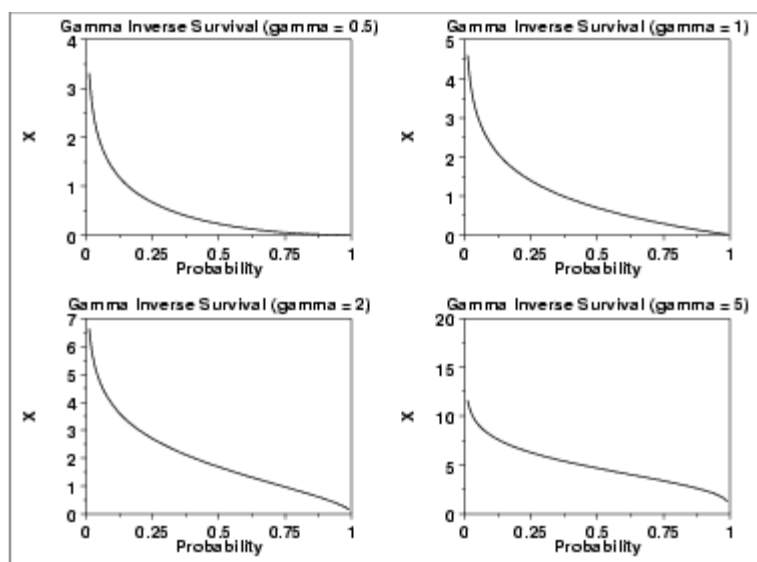 Gamma Inverse Survival (gamma = 0.5)
4
3
2
1
0
X
0 0.25 0.5 0.75 1
Probability
Gamma Inverse Survival (gamma = 1)
5
4
3
2
1
0
X
0 0.25 0.5 0.75 1
Probability
Gamma Inverse Survival (gamma = 2)
7
6
5
4
3
2
1
0
X
0 0.25 0.5 0.75 1
Probability
Gamma Inverse Survival (gamma = 5)
20
15
10
5
0
X
0 0.25 0.5 0.75 1
Probability